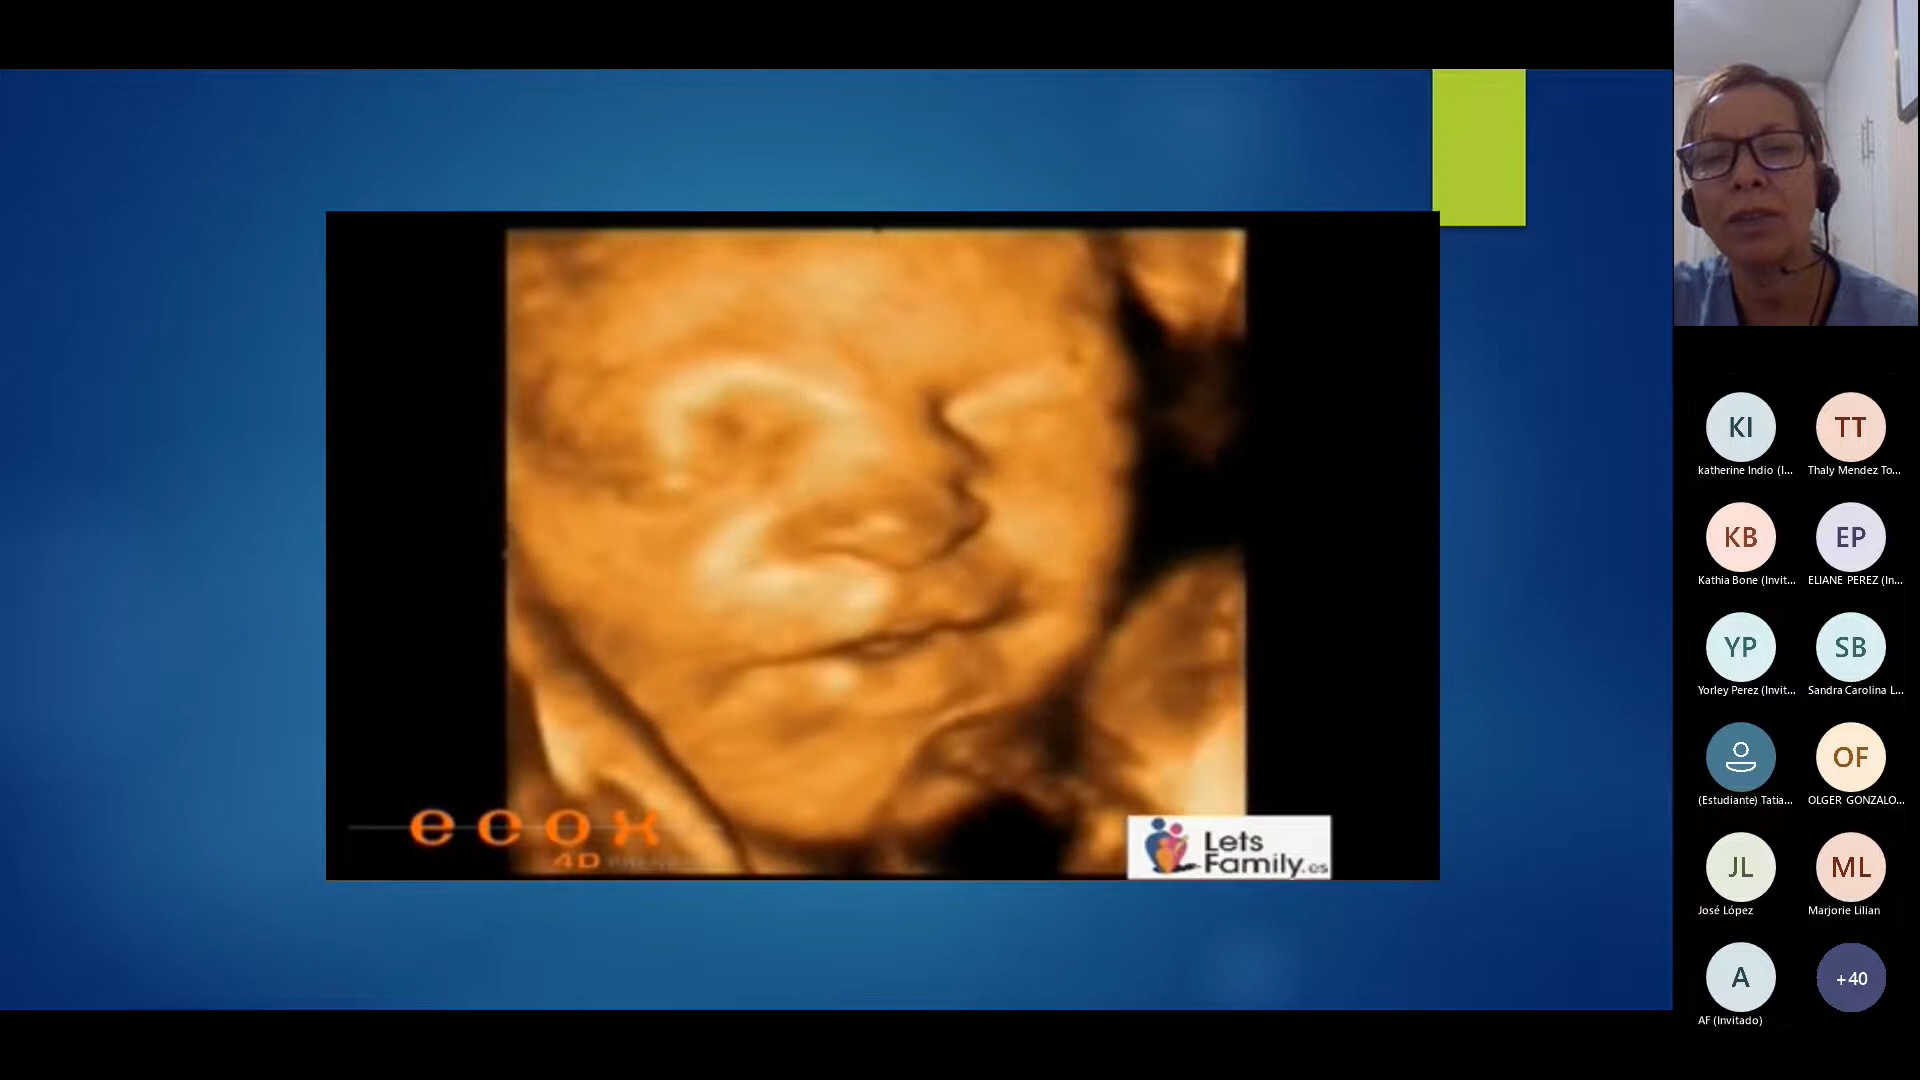 ecox
4D
Lets
Family.es
KI
TT
katherine Indio (I...
Thaly Mendez To...
KB
EP
Kathia Bone (Invit...
ELIANE PEREZ (In...
YP
SB
Yorley Perez (Invit...
Sandra Carolina L...
OF
(Estudiante) Tatia...
OLGER GONZALO...
JL
ML
José López
Marjorie Lilian
A
+40
AF (Invitado)